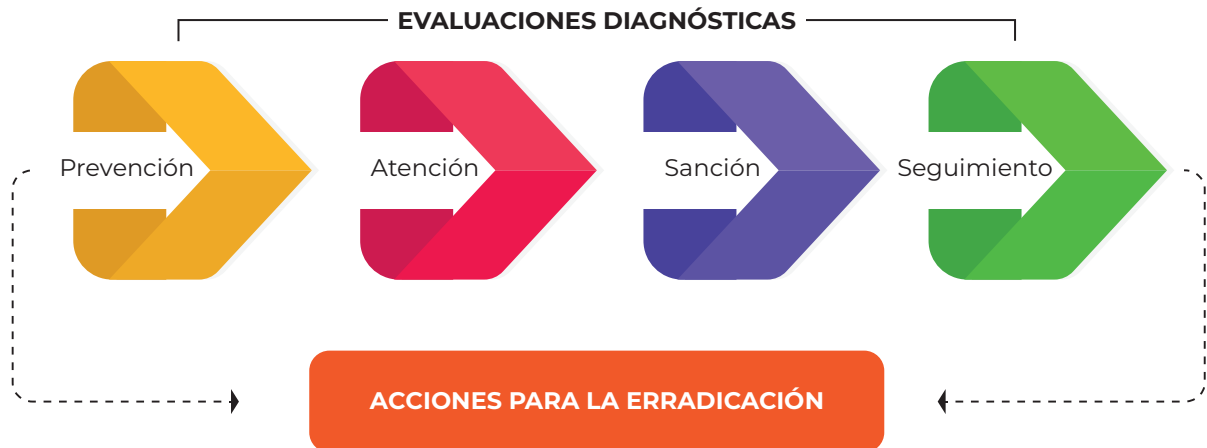 EVALUACIONES DIAGNÓSTICAS
Prevención
Atención
Sanción
Seguimiento
ACCIONES PARA LA ERRADICACIÓN